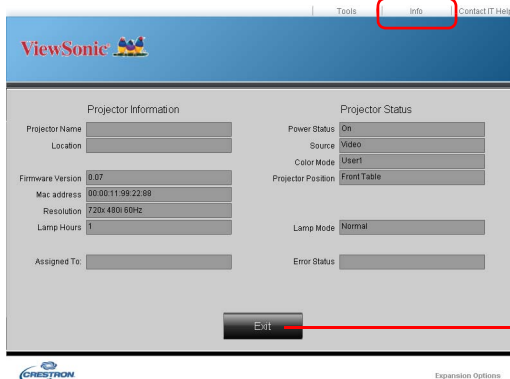 Tools Info Contact IT Help
ViewSonic
Projector Information
Projector Name
Location
Firmware Version 0.07
Mac address 00:00:11:99:22:88
Resolution 720x 480i 60Hz
Lamp Hours 1
Assigned To:
Projector Status
Power Status On
Source Video
Color Mode User1
Projector Position Front Table
Lamp Mode Normal
Error Status
Exit
CRESTRON
Expansion Options